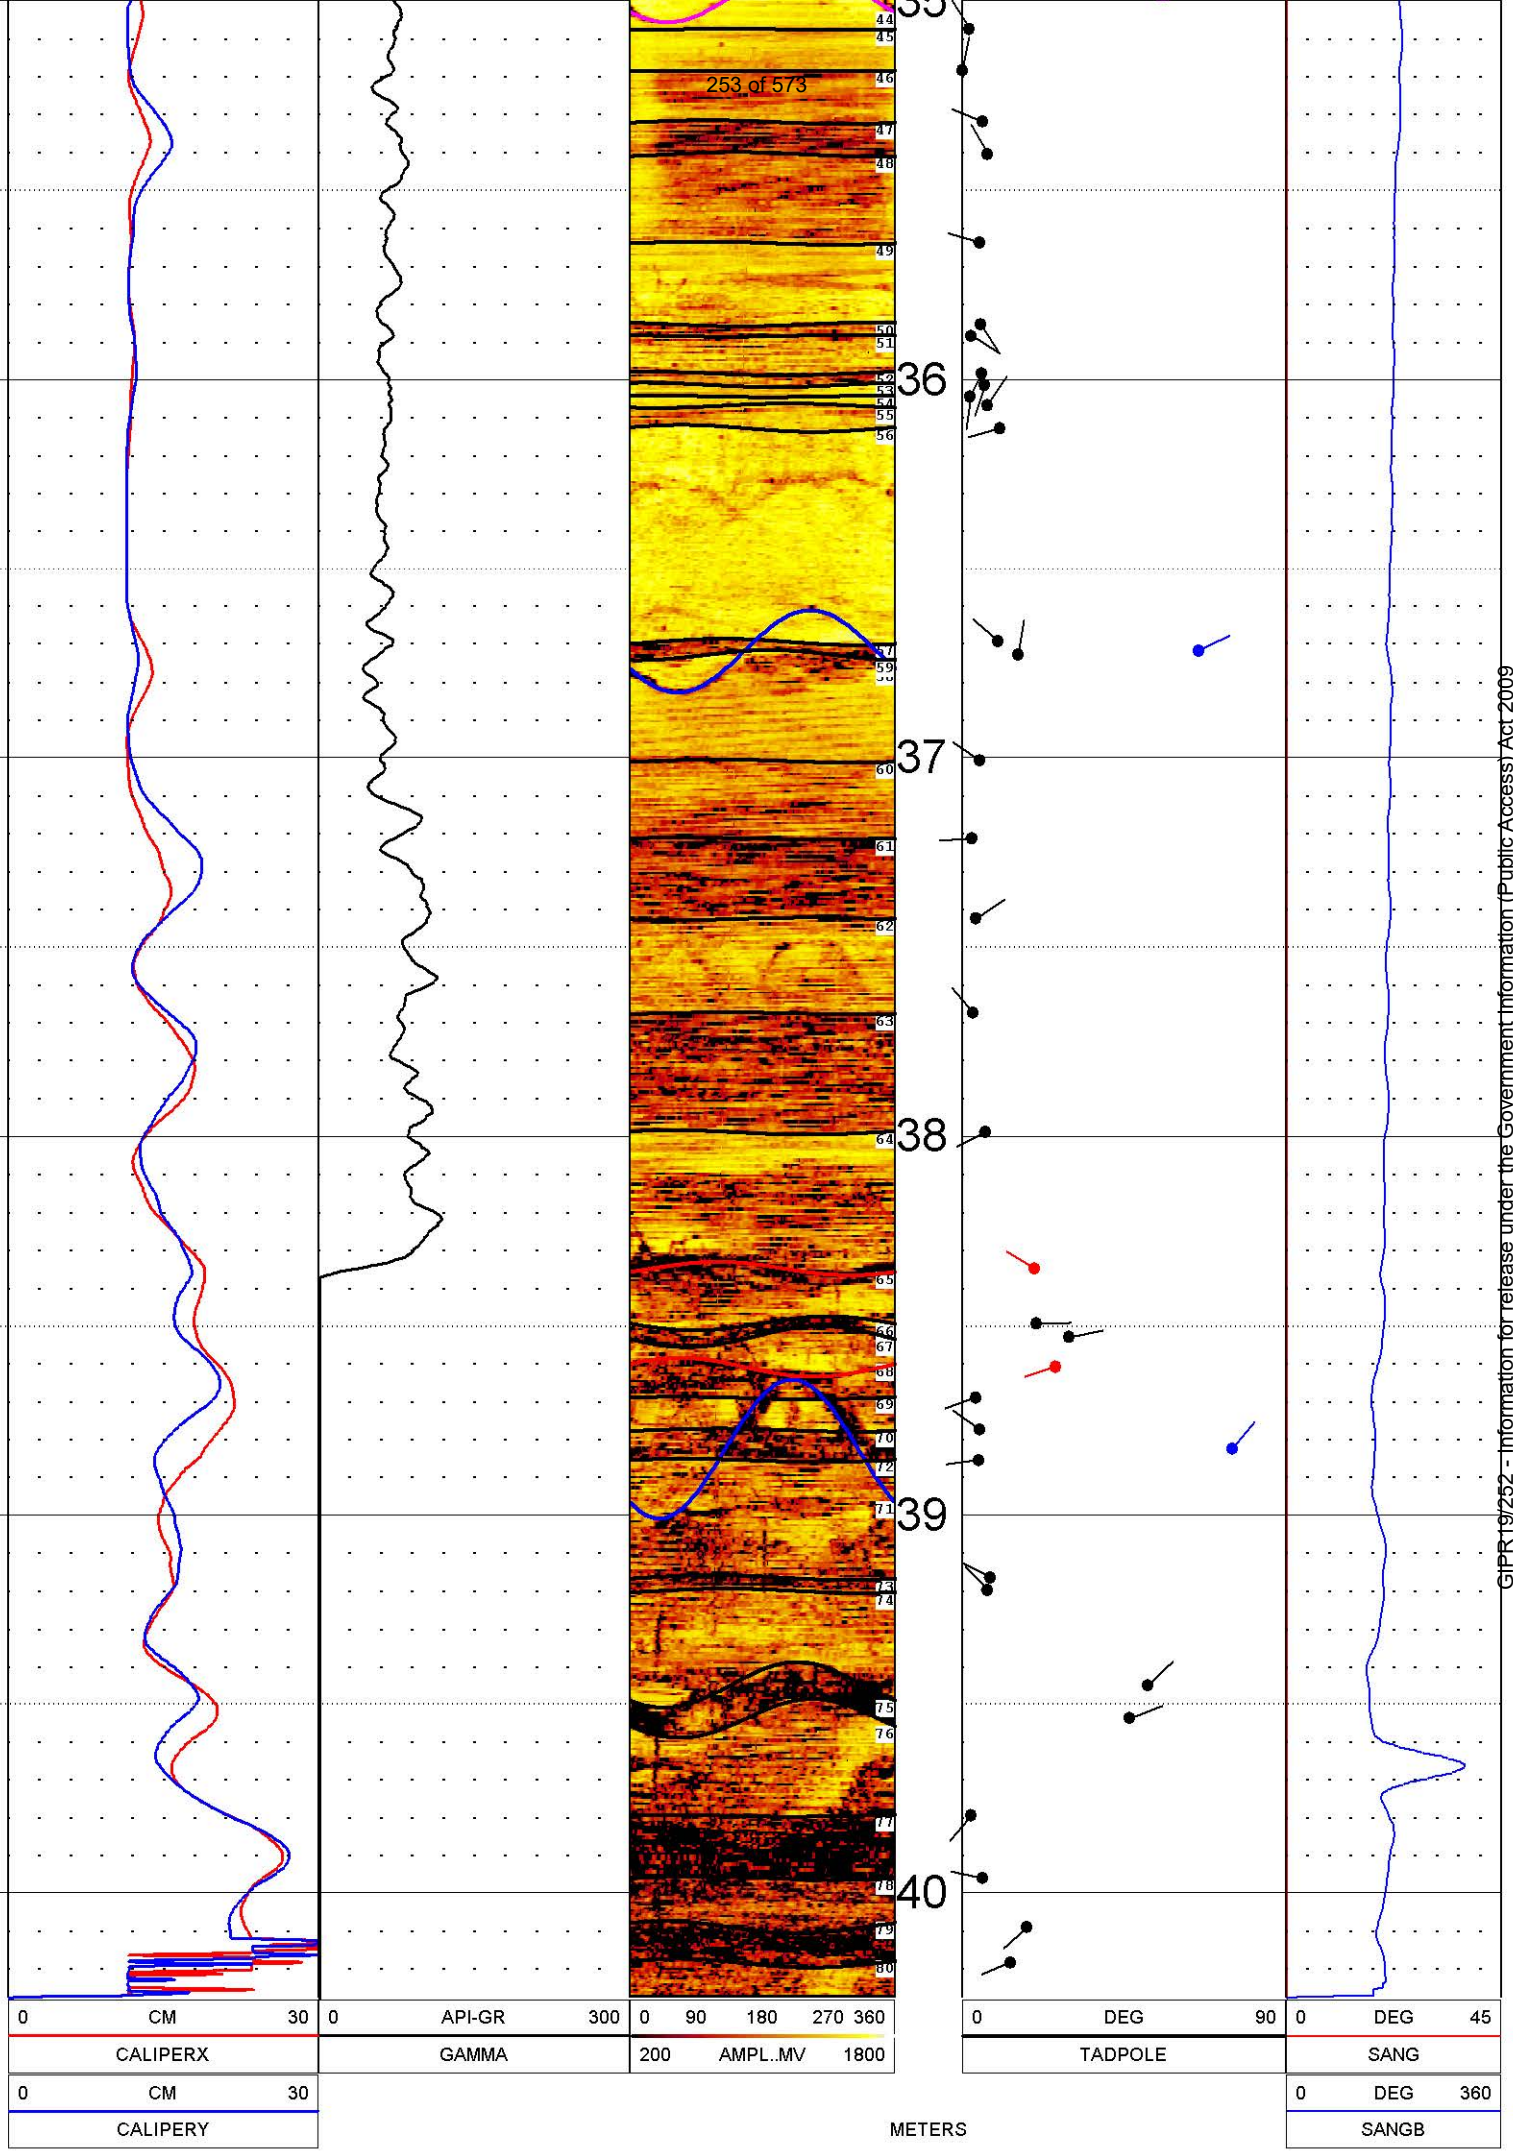 35
44
45
46
253 of 573
47
48
49
50
51
52
53
36
54
55
56
57
59
58
37
60
61
62
63
38
64
65
66
67
68
69
70
72
71
39
73
74
75
76
77
78
40
79
80
GIPR19/252 - Information for release under the Government Information (Public Access) Act 2009
0 CM 30
0 API-GR 300
0 90 180 270 360
0 DEG 90
0 DEG 45
CALIPERX
GAMMA
200 AMPL..MV 1800
TADPOLE
SANG
0 CM 30
0 DEG 360
CALIPERY
METERS
SANGB